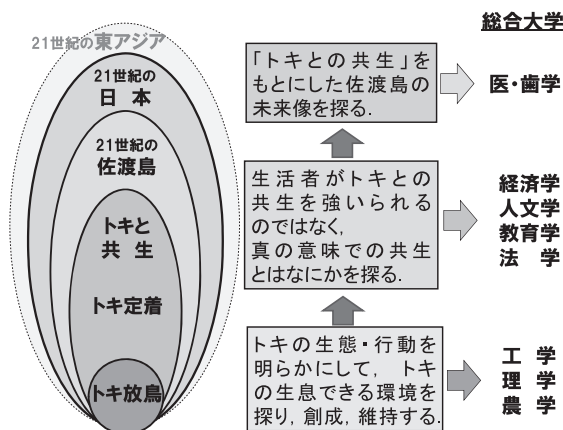 総合大学
21世紀の東アジア
21世紀の
日 本
21世紀の
佐渡島
トキと
共 生
トキ定着
トキ放鳥
「トキとの共生」を
もとにした佐渡島の
未来像を探る.
医・歯学
生活者がトキとの
共生を強いられる
のではなく,
真の意味での共生
とはなにかを探る.
経済学
人文学
教育学
法 学
トキの生態・行動を
明らかにして, トキ
の生息できる環境を
探り, 創成, 維持する.
工 学
理 学
農 学